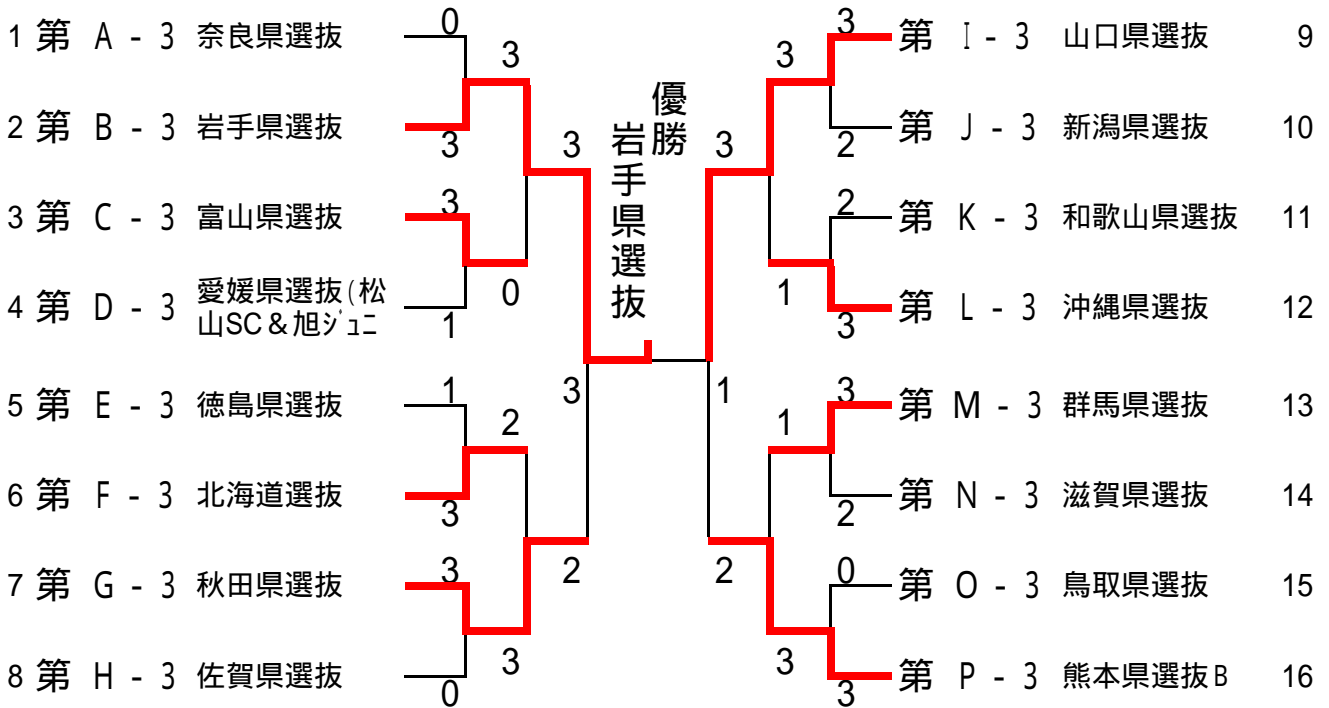 1 第 A - 3 奈良県選抜
2 第 B - 3 岩手県選抜
3 第 C - 3 富山県選抜
4 第 D - 3 愛媛県選抜(松
山SC&旭ｼﾞｭﾆ
5 第 E - 3 徳島県選抜
6 第 F - 3 北海道選抜
7 第 G - 3 秋田県選抜
8 第 H - 3 佐賀県選抜
0
3
3
1
1
3
3
0
3
0
2
3
3
2
3
優勝
岩手県選抜
1
3
2
3
1
1
3
3
2
2
3
3
2
0
3
第 I - 3 山口県選抜 9
第 J - 3 新潟県選抜 10
第 K - 3 和歌山県選抜 11
第 L - 3 沖縄県選抜 12
第 M - 3 群馬県選抜 13
第 N - 3 滋賀県選抜 14
第 O - 3 鳥取県選抜 15
第 P - 3 熊本県選抜B 16